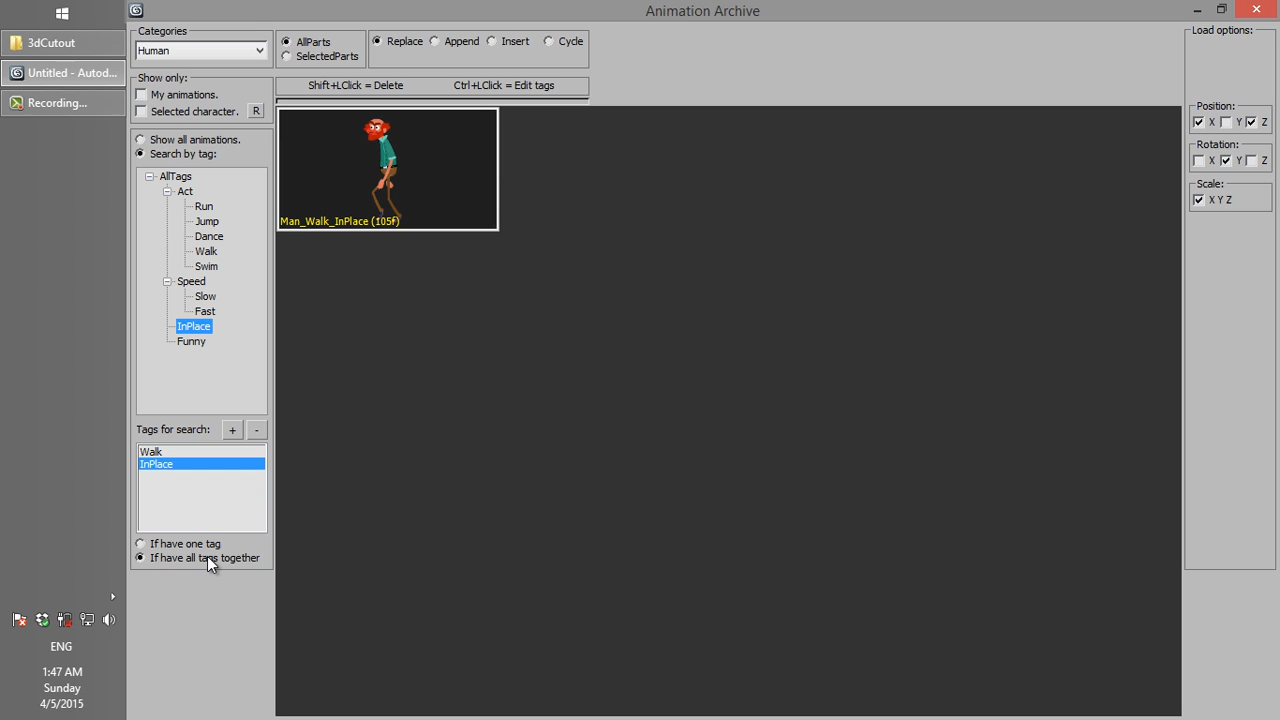 Animation Archive
3dCutout
Untitled - Autod...
Recording...
ENG
1:47 AM
Sunday
4/5/2015
Categories
Human
Show only:
My animations.
Selected character.
R
Show all animations.
Search by tag:
AllTags
Act
Run
Jump
Dance
Walk
Swim
Speed
Slow
Fast
InPlace
Funny
Tags for search:
+
-
Walk
InPlace
If have one tag
If have all tags together
AllParts
SelectedParts
Replace
Append
Insert
Cycle
Shift+LClick = Delete
Ctrl+LClick = Edit tags
Man_Walk_InPlace (105f)
Load options:
Position:
X
Y
Z
Rotation:
X
Y
Z
Scale:
X Y Z